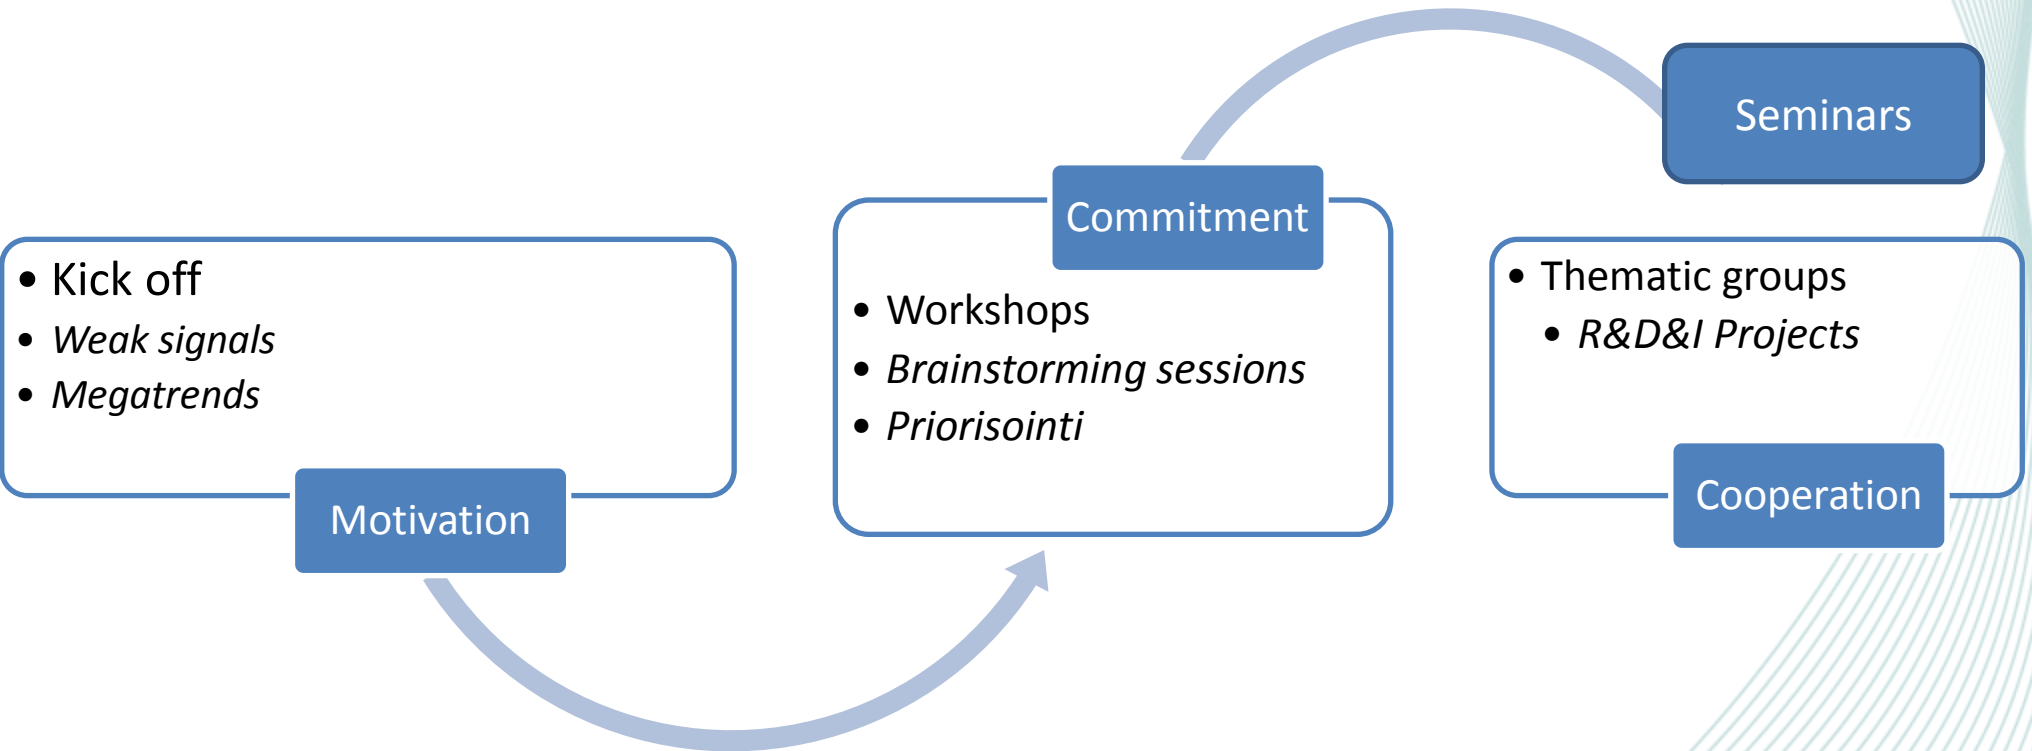 • Kick off
• Weak signals
• Megatrends
Motivation
Commitment
• Workshops
• Brainstorming sessions
• Priorisointi
Seminars
• Thematic groups
• R&D&I Projects
Cooperation